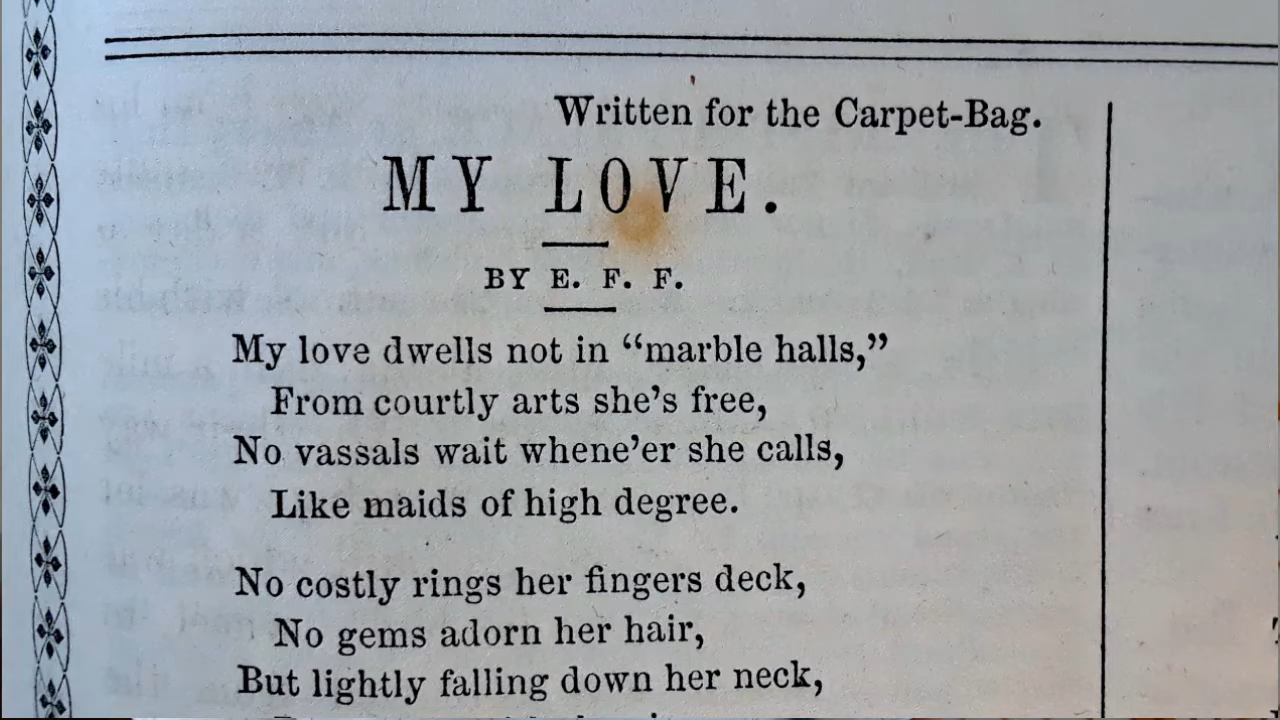 Written for the Carpet-Bag.
MY LOVE.
BY E. F. F.
My love dwells not in “marble halls,”
From courtly arts she’s free,
No vassals wait whene’er she calls,
Like maids of high degree.
No costly rings her fingers deck,
No gems adorn her hair,
But lightly falling down her neck,